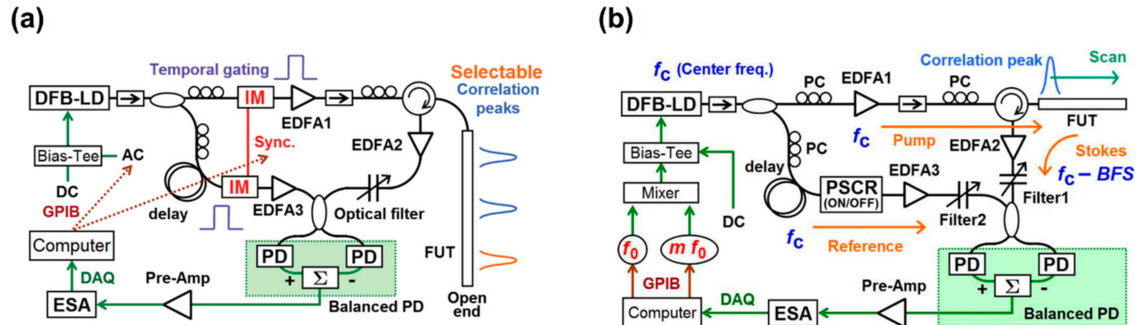 (a)
Temporal gating
Selectable
Correlation
peaks
DFB-LD
IM
EDFA1
EDFA2
Bias-Tee
AC
Sync.
DC
GPIB
IM
delay
EDFA3
Optical filter
Computer
FUT
PD
PD
DAQ
Pre-Amp
+
Σ
-
ESA
Balanced PD
Open
end
(b)
fc (Center freq.)
PC
EDFA1
PC
Correlation peak
Scan
DFB-LD
FUT
fc
Pump
EDFA2
Stokes
Bias-Tee
PC
fc – BFS
delay
Mixer
PSCR
(ON/OFF)
EDFA3
Filter1
DC
Filter2
f0
m f0
fc
Reference
PD
PD
GPIB
Pre-Amp
+
Σ
-
DAQ
Computer
ESA
Balanced PD